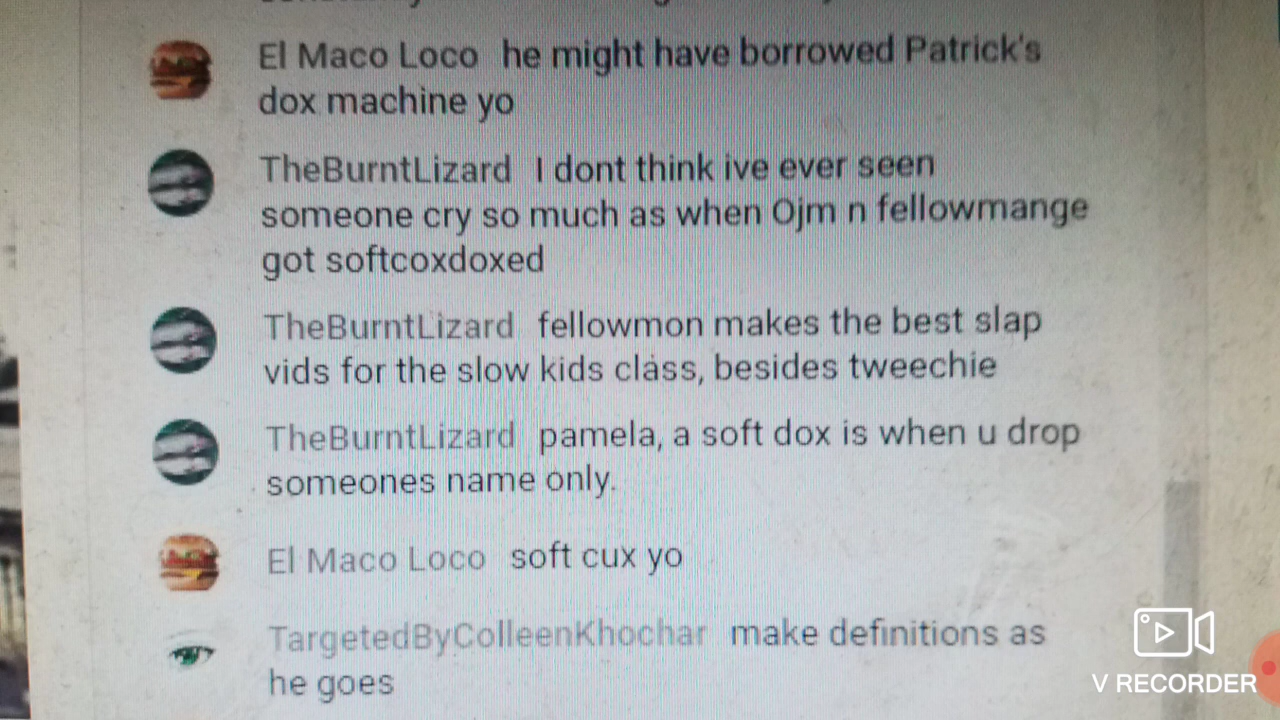 El Maco Loco he might have borrowed Patrick's
dox machine yo
TheBurntLizard I dont think ive ever seen
someone cry so much as when Ojm n fellowmange
got softcoxdoxed
TheBurntLizard fellowmon makes the best slap
vids for the slow kids class, besides tweechie
TheBurntLizard pamela, a soft dox is when u drop
someones name only.
El Maco Loco soft cux yo
TargetedByColleenKhochar make definitions as
he goes
V RECORDER